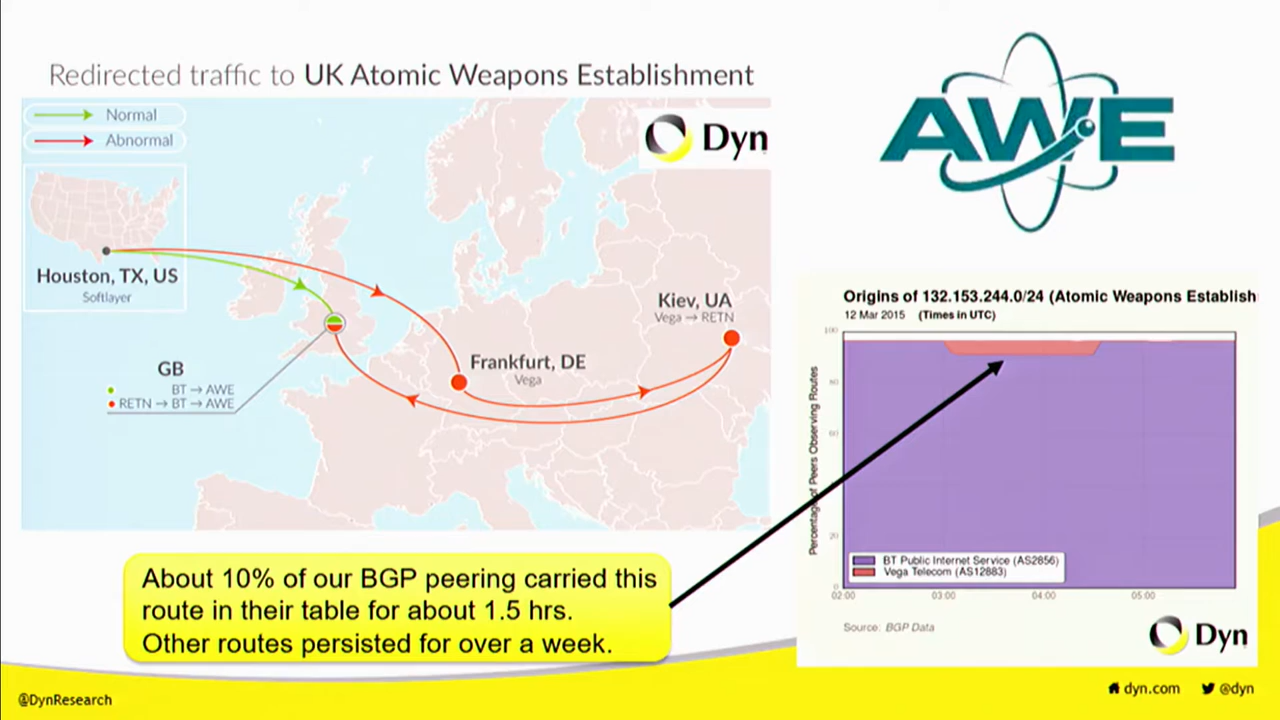 Redirected traffic to UK Atomic Weapons Establishment
Normal
Abnormal
Dyn
Houston, TX, US
Softlayer
GB
BT → AWE
RETN → BT → AWE
Frankfurt, DE
Vega
Kiev, UA
Vega → RETN
AWE
Origins of 132.153.244.0/24 (Atomic Weapons Establish
12 Mar 2015 (Times in UTC)
Percentage of Peers Observing Routes
100
80
60
20
0
BT Public Internet Service (AS2856)
Vega Telecom (AS12883)
02:00 03:00 04:00 05:00
Source: BGP Data
Dyn
About 10% of our BGP peering carried this
route in their table for about 1.5 hrs.
Other routes persisted for over a week.
@DynResearch
dyn.com @dyn